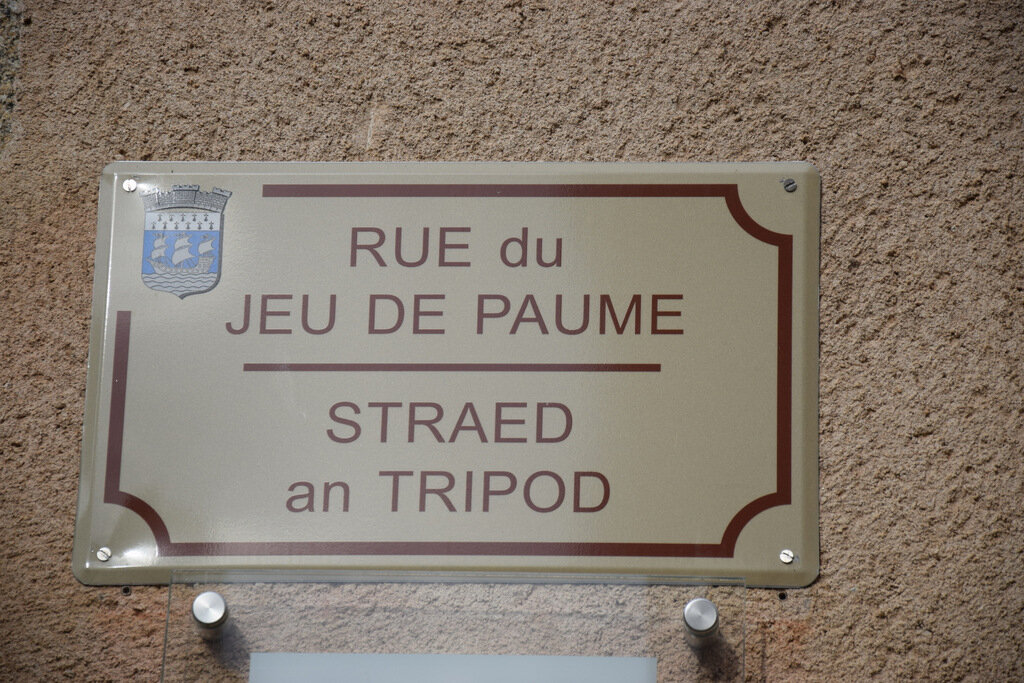 RUE du
JEU DE PAUME
STRAED
an TRIPOD